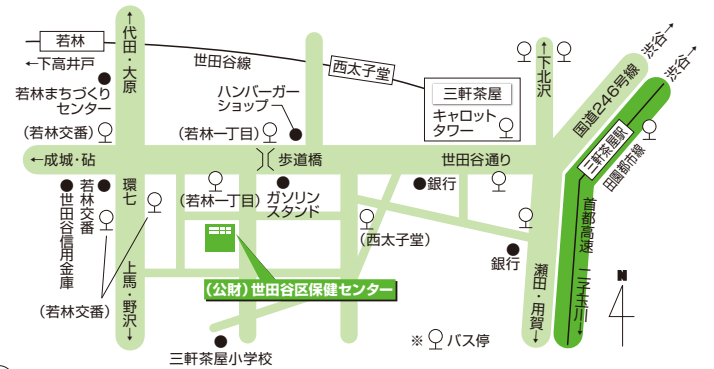 ↑代田・大原
若林
←下高井戸
世田谷線
西太子堂
↑下北沢
国道246号線
渋谷→
渋谷→
若林まちづくり
センター
ハンバーガー
ショップ
三軒茶屋
キャロット
タワー
三軒茶屋駅
田園都市線
(若林交番)
(若林一丁目)
←成城・砧
歩道橋
世田谷通り
世田谷信用金庫
若林交番
環七
(若林一丁目)
ガソリン
スタンド
銀行
(西太子堂)
銀行
首都高速
(公財)世田谷区保健センター
(若林交番)
上馬・野沢→
瀬田・用賀→
二子玉川→
N
三軒茶屋小学校
※ バス停